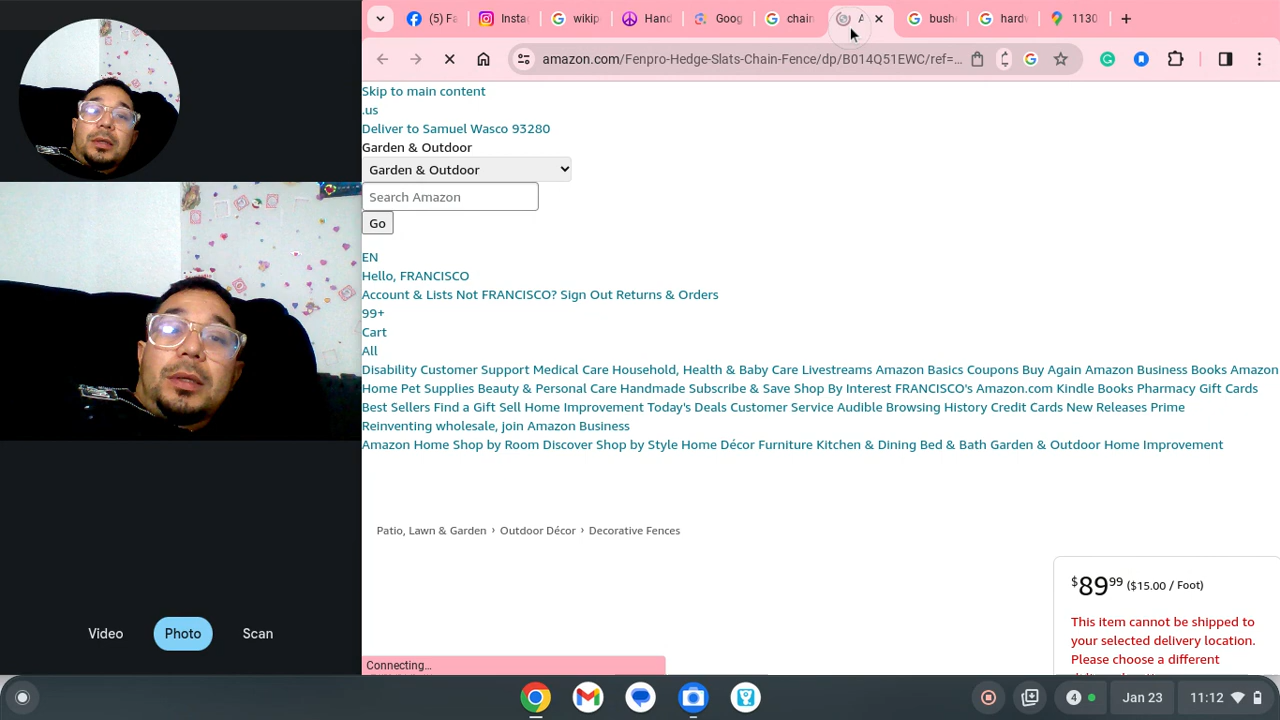 (5) Fa
Insta
wikip
Hand
Goog
chain
A
bush
hardw
1130
amazon.com/Fenpro-Hedge-Slats-Chain-Fence/dp/B014Q51EWC/ref=…
Skip to main content
.us
Deliver to Samuel Wasco 93280
Garden & Outdoor
Garden & Outdoor
Search Amazon
Go
EN
Hello, FRANCISCO
Account & Lists Not FRANCISCO? Sign Out Returns & Orders
99+
Cart
All
Disability Customer Support Medical Care Household, Health & Baby Care Livestreams Amazon Basics Coupons Buy Again Amazon Business Books Amazon
Home Pet Supplies Beauty & Personal Care Handmade Subscribe & Save Shop By Interest FRANCISCO's Amazon.com Kindle Books Pharmacy Gift Cards
Best Sellers Find a Gift Sell Home Improvement Today's Deals Customer Service Audible Browsing History Credit Cards New Releases Prime
Reinventing wholesale, join Amazon Business
Amazon Home Shop by Room Discover Shop by Style Home Décor Furniture Kitchen & Dining Bed & Bath Garden & Outdoor Home Improvement
Patio, Lawn & Garden › Outdoor Décor › Decorative Fences
$89 99 ($15.00 / Foot)
This item cannot be shipped to
your selected delivery location.
Please choose a different
Connecting…
Video
Photo
Scan
4
Jan 23
11:12